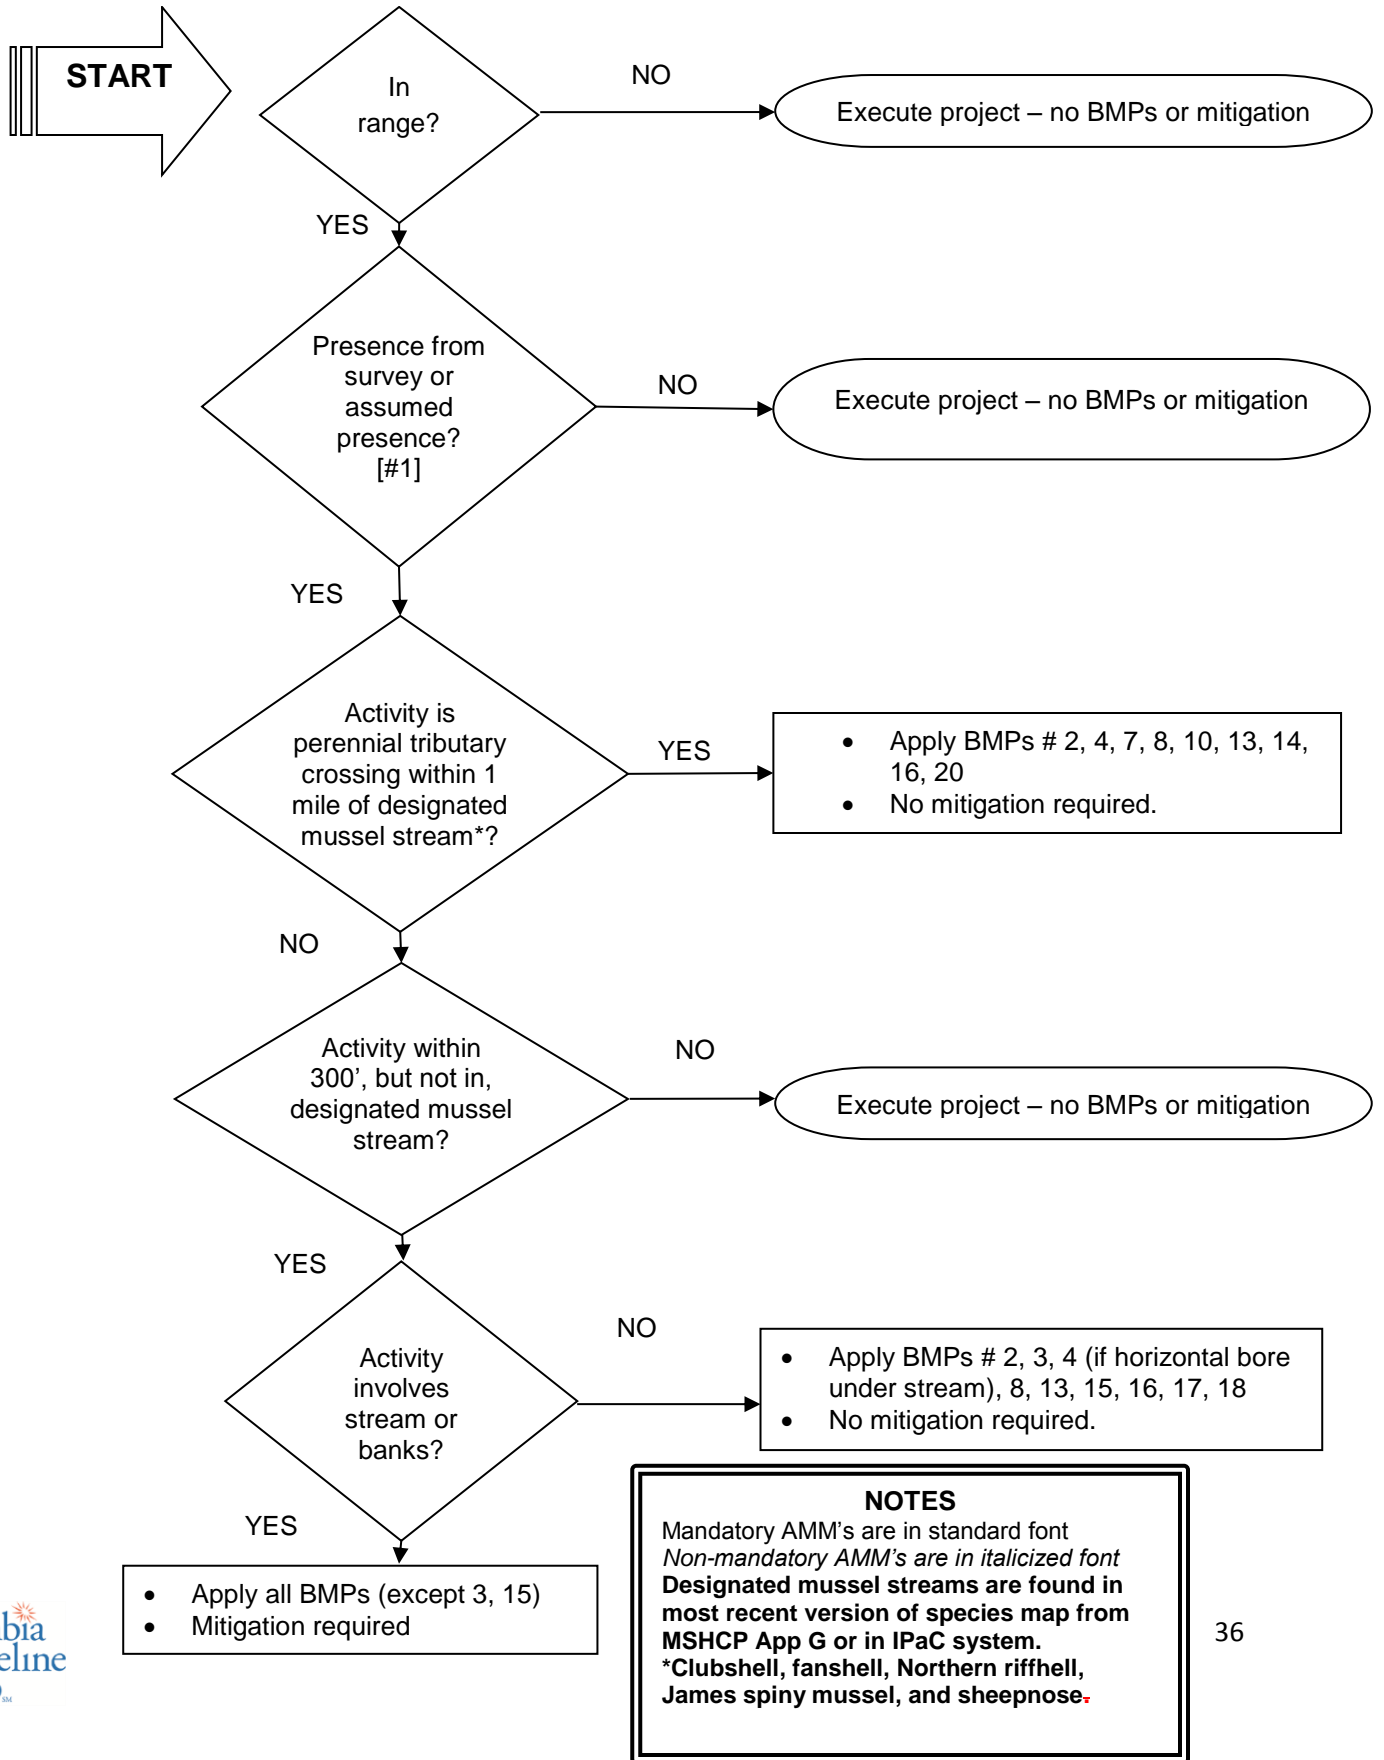 START
In
range?
NO
Execute project – no BMPs or mitigation
YES
Presence from
survey or
assumed
presence?
[#1]
NO
Execute project – no BMPs or mitigation
YES
Activity is
perennial tributary
crossing within 1
mile of designated
mussel stream*?
YES
• Apply BMPs # 2, 4, 7, 8, 10, 13, 14,
16, 20
• No mitigation required.
NO
Activity within
300’, but not in,
designated mussel
stream?
NO
Execute project – no BMPs or mitigation
YES
Activity
involves
stream or
banks?
NO
• Apply BMPs # 2, 3, 4 (if horizontal bore
under stream), 8, 13, 15, 16, 17, 18
• No mitigation required.
YES
• Apply all BMPs (except 3, 15)
• Mitigation required
NOTES
Mandatory AMM’s are in standard font
Non-mandatory AMM’s are in italicized font
Designated mussel streams are found in
most recent version of species map from
MSHCP App G or in IPaC system.
*Clubshell, fanshell, Northern riffhell,
James spiny mussel, and sheepnose.
36
bia
eline
SM